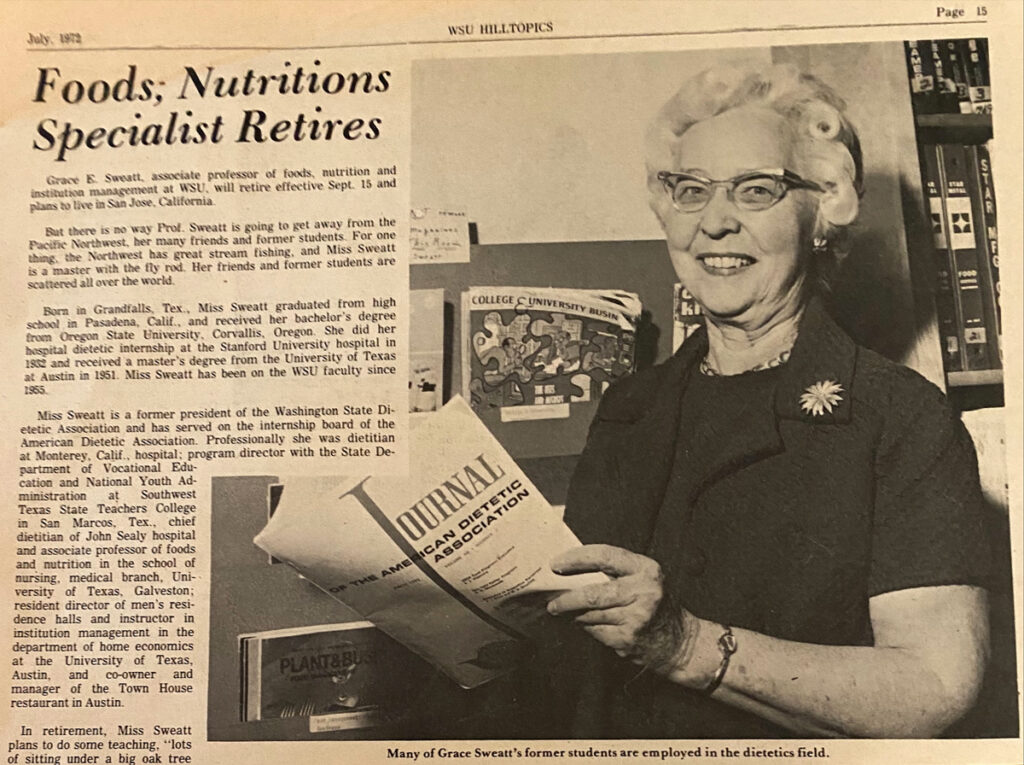 July, 1972
WSU HILLTOPICS
Page 15
Foods; Nutritions
Specialist Retires
Grace E. Sweatt, associate professor of foods, nutrition and
institution management at WSU, will retire effective Sept. 15 and
plans to live in San Jose, California.
But there is no way Prof. Sweatt is going to get away from the
Pacific Northwest, her many friends and former students. For one
thing, the Northwest has great stream fishing, and Miss Sweatt
is a master with the fly rod. Her friends and former students are
scattered all over the world.
Born in Grandfalls, Tex., Miss Sweatt graduated from high
school in Pasadena, Calif., and received her bachelor's degree
from Oregon State University, Corvallis, Oregon. She did her
hospital dietetic internship at the Stanford University hospital in
1932 and received a master's degree from the University of Texas
at Austin in 1951. Miss Sweatt has been on the WSU faculty since
1955.
Miss Sweatt is a former president of the Washington State Di-
etetic Association and has served on the internship board of the
American Dietetic Association. Professionally she was dietitian
at Monterey, Calif., hospital; program director with the State De-
partment of Vocational Edu-
cation and National Youth Ad-
ministration at Southwest
Texas State Teachers College
in San Marcos, Tex., chief
dietitian of John Sealy hospital
and associate professor of foods
and nutrition in the school of
nursing, medical branch, Uni-
versity of Texas, Galveston;
resident director of men's resi-
dence halls and instructor in
institution management in the
department of home economics
at the University of Texas,
Austin, and co-owner and
manager of the Town House
restaurant in Austin.
In retirement, Miss Sweatt
plans to do some teaching, "lots
of sitting under a big oak tree
COLLEGE & UNIVERSITY BUSIN
JOURNAL
OF THE AMERICAN DIETETIC
ASSOCIATION
PLANT&BU
FOOD
STAR
Many of Grace Sweatt's former students are employed in the dietetics field.